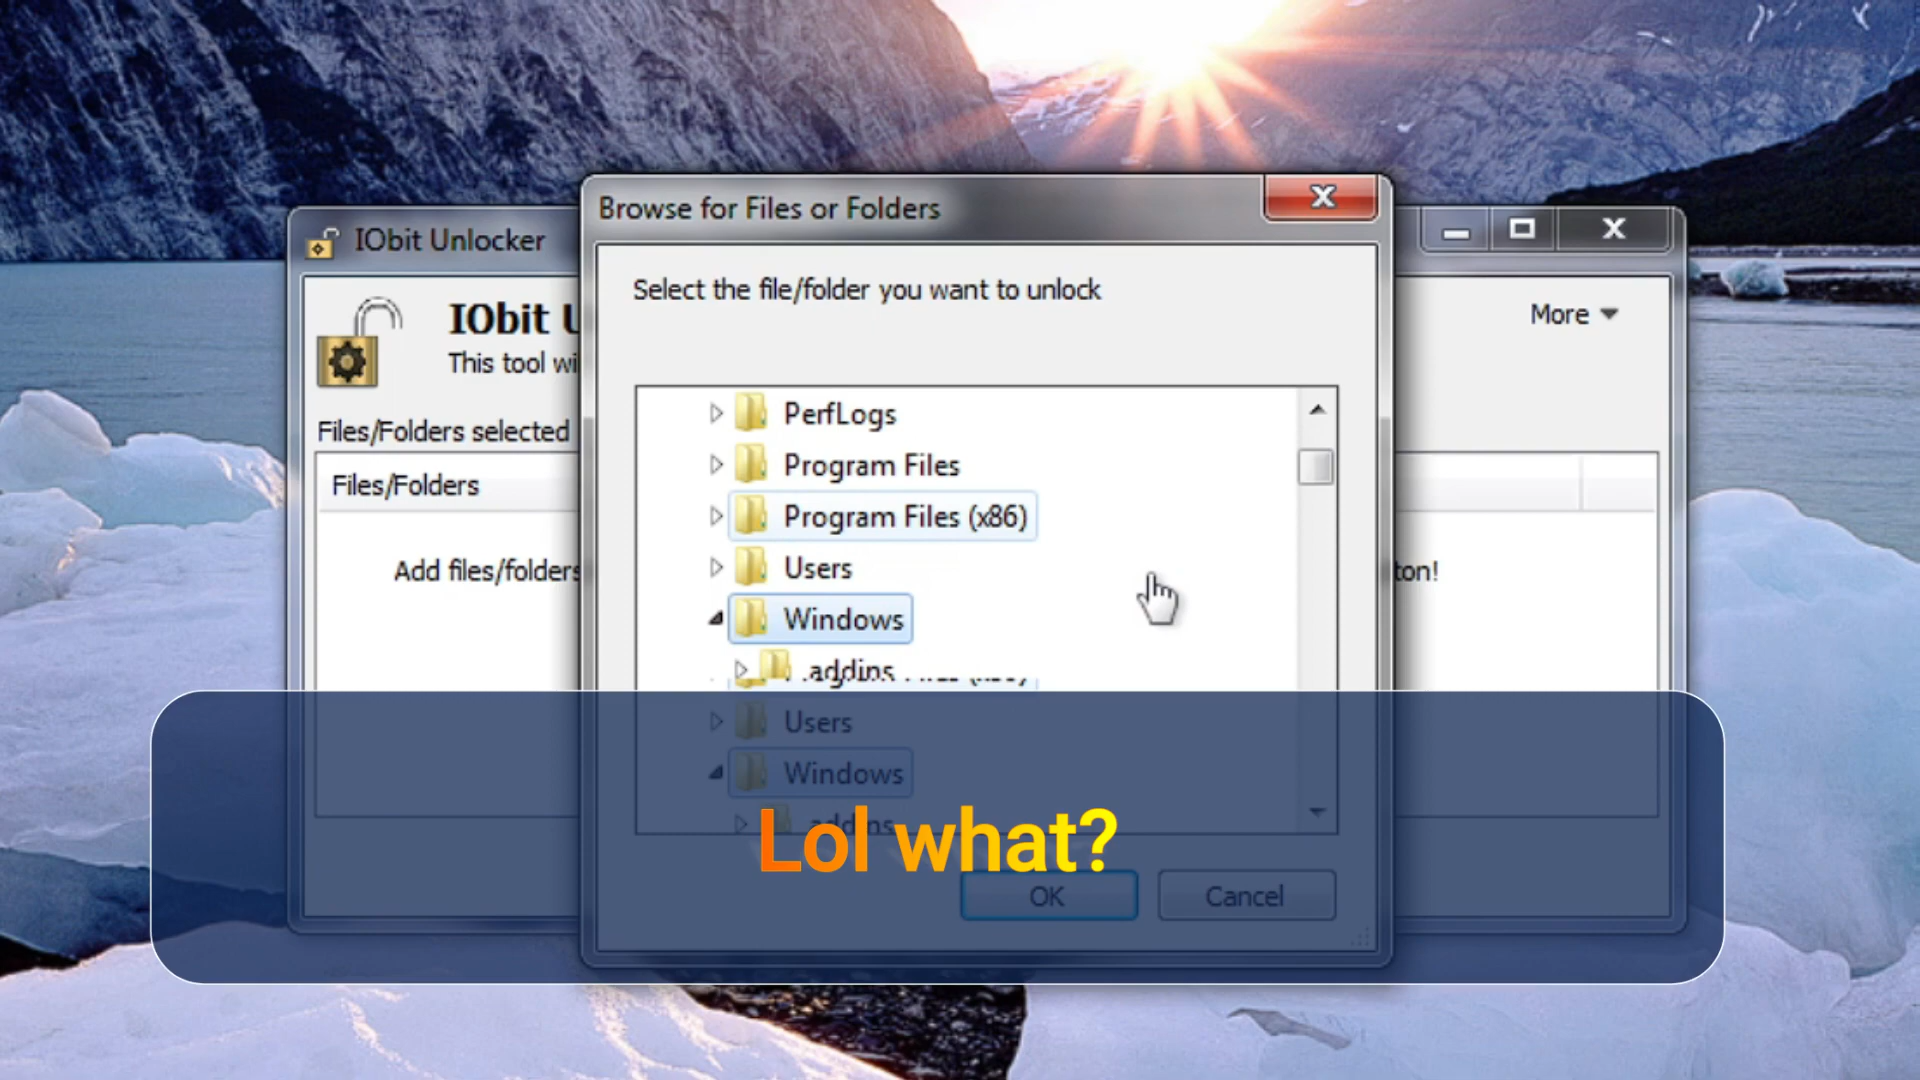 Browse for Files or Folders
IObit Unlocker
Select the file/folder you want to unlock
IObit U
More
This tool wi
PerfLogs
Files/Folders selected
Program Files
Files/Folders
Program Files (x86)
Add files/folders
Users
ton!
Windows
addins
Users
Windows
addins
Lol what?
OK
Cancel